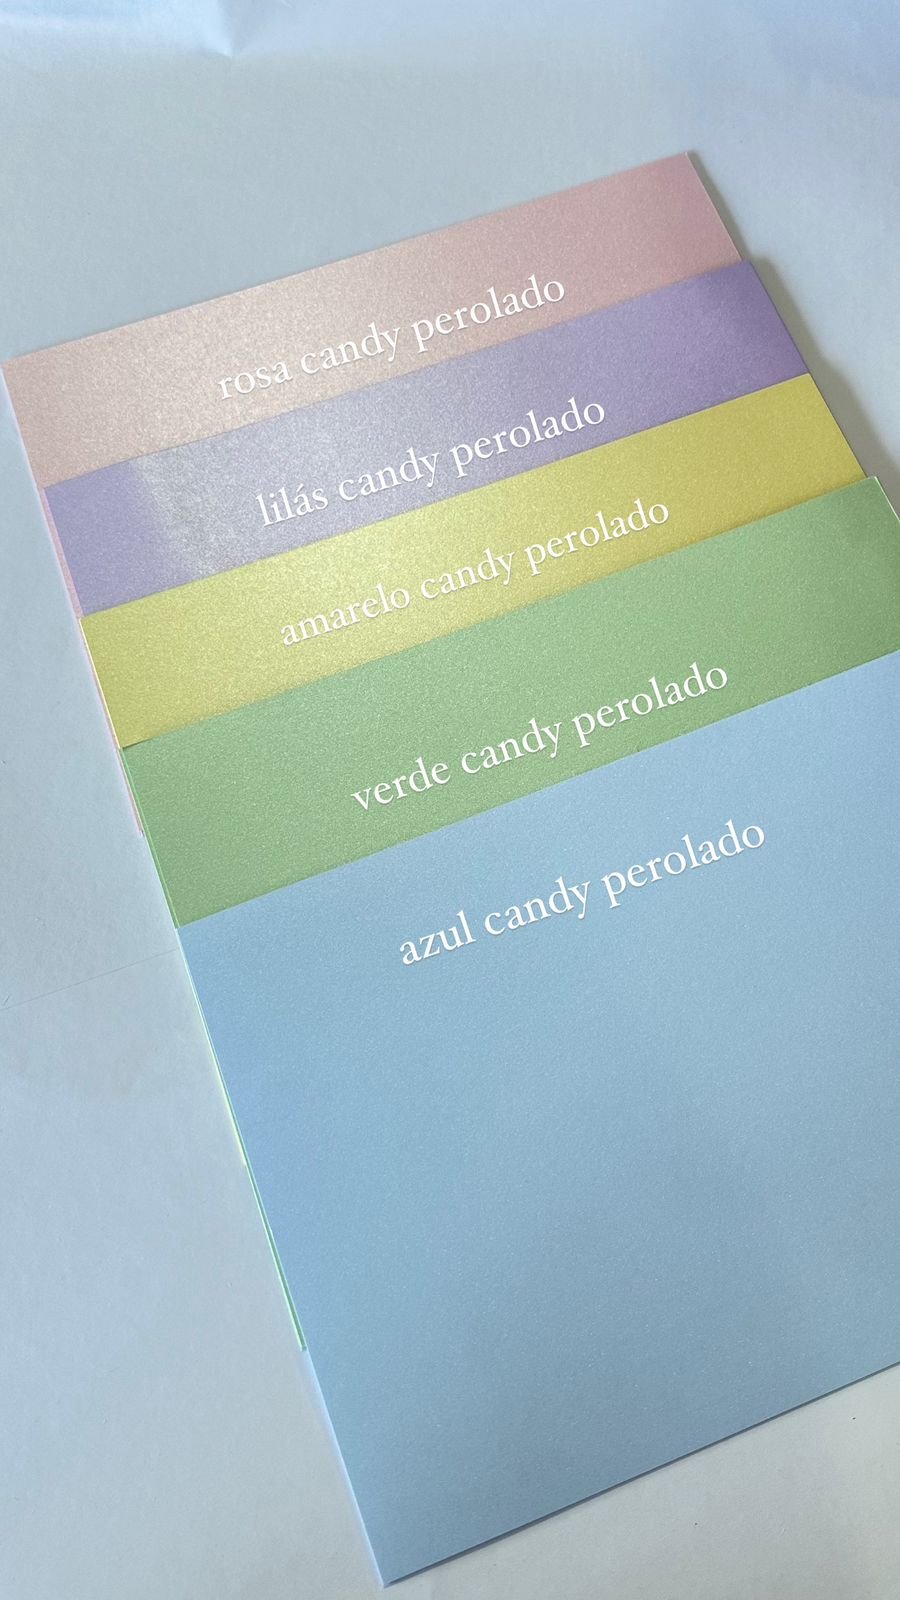 rosa candy perolado
lilás candy perolado
amarelo candy perolado
verde candy perolado
azul candy perolado